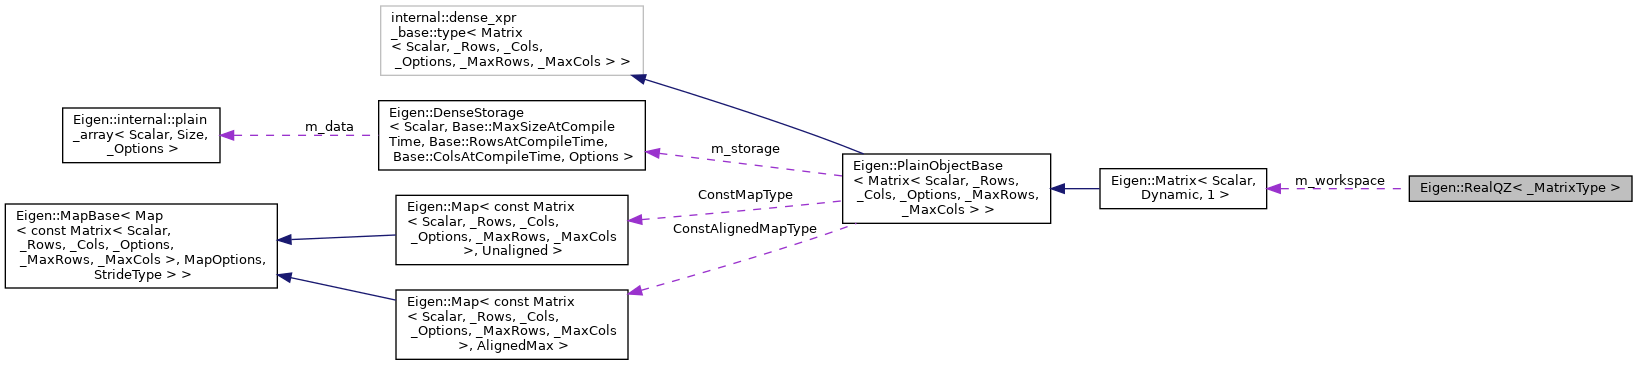 internal::dense_xpr
_base::type< Matrix
< Scalar, _Rows, _Cols,
_Options, _MaxRows, _MaxCols > >
Eigen::internal::plain
_array< Scalar, Size,
_Options >
m_data
Eigen::DenseStorage
< Scalar, Base::MaxSizeAtCompile
Time, Base::RowsAtCompileTime,
Base::ColsAtCompileTime, Options >
m_storage
Eigen::MapBase< Map
< const Matrix< Scalar,
_Rows, _Cols, _Options,
_MaxRows, _MaxCols >, MapOptions,
StrideType > >
Eigen::Map< const Matrix
< Scalar, _Rows, _Cols,
_Options, _MaxRows, _MaxCols
>, Unaligned >
ConstMapType
ConstAlignedMapType
Eigen::Map< const Matrix
< Scalar, _Rows, _Cols,
_Options, _MaxRows, _MaxCols
>, AlignedMax >
Eigen::PlainObjectBase
< Matrix< Scalar, _Rows,
_Cols, _Options, _MaxRows,
_MaxCols > >
Eigen::Matrix< Scalar,
Dynamic, 1 >
m_workspace
Eigen::RealQZ< _MatrixType >